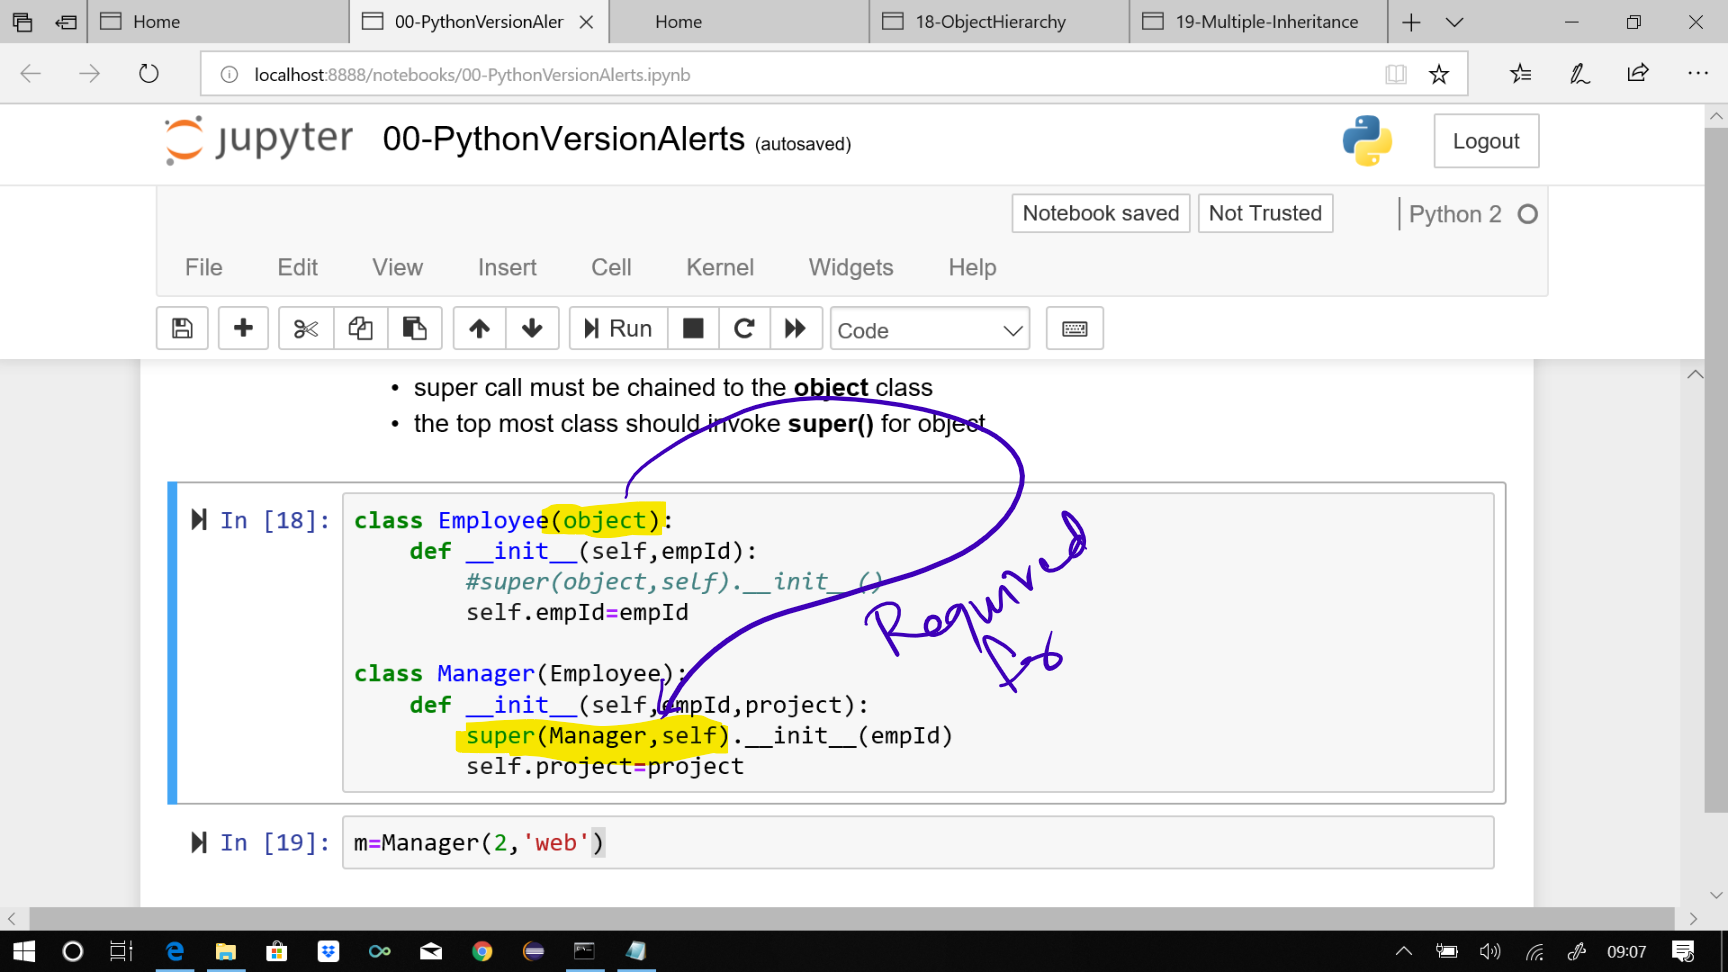 Home
00-PythonVersionAler
Home
18-ObjectHierarchy
19-Multiple-Inheritance
localhost:8888/notebooks/00-PythonVersionAlerts.ipynb
jupyter 00-PythonVersionAlerts (autosaved)
Logout
Notebook saved Not Trusted Python 2
File Edit View Insert Cell Kernel Widgets Help
Run Code
• super call must be chained to the object class
• the top most class should invoke super() for object
In [18]: class Employee(object):
def __init__(self,empId):
#super(object,self).__init__()
self.empId=empId
Required
class Manager(Employee):
def __init__(self,empId,project):
super(Manager,self).__init__(empId)
self.project=project
In [19]: m=Manager(2,'web')
09:07